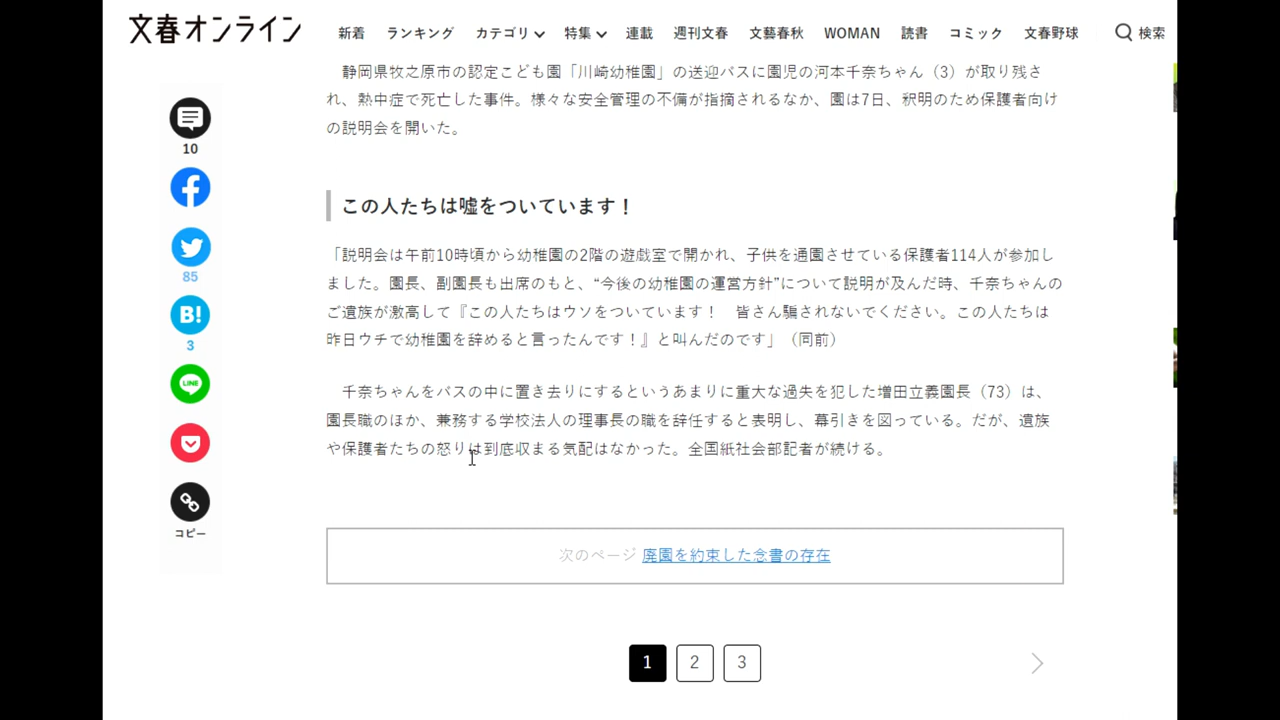 文春オンライン
新着 ランキング カテゴリ 特集 連載 週刊文春 文藝春秋 WOMAN 読書 コミック 文春野球 検索
静岡県牧之原市の認定こども園「川崎幼稚園」の送迎バスに園児の河本千奈ちゃん（3）が取り残さ
れ、熱中症で死亡した事件。様々な安全管理の不備が指摘されるなか、園は7日、釈明のため保護者向け
の説明会を開いた。
10
この人たちは嘘をついています！
85
「説明会は午前10時頃から幼稚園の2階の遊戯室で開かれ、子供を通園させている保護者114人が参加し
ました。園長、副園長も出席のもと、“今後の幼稚園の運営方針”について説明が及んだ時、千奈ちゃんの
ご遺族が激高して『この人たちはウソをついています！　皆さん騙されないでください。この人たちは
昨日ウチで幼稚園を辞めると言ったんです！』と叫んだのです」（同前）
B!
3
LINE
千奈ちゃんをバスの中に置き去りにするというあまりに重大な過失を犯した増田立義園長（73）は、
園長職のほか、兼務する学校法人の理事長の職を辞任すると表明し、幕引きを図っている。だが、遺族
や保護者たちの怒りは到底収まる気配はなかった。全国紙社会部記者が続ける。
コピー
次のページ 廃園を約束した念書の存在
1 2 3